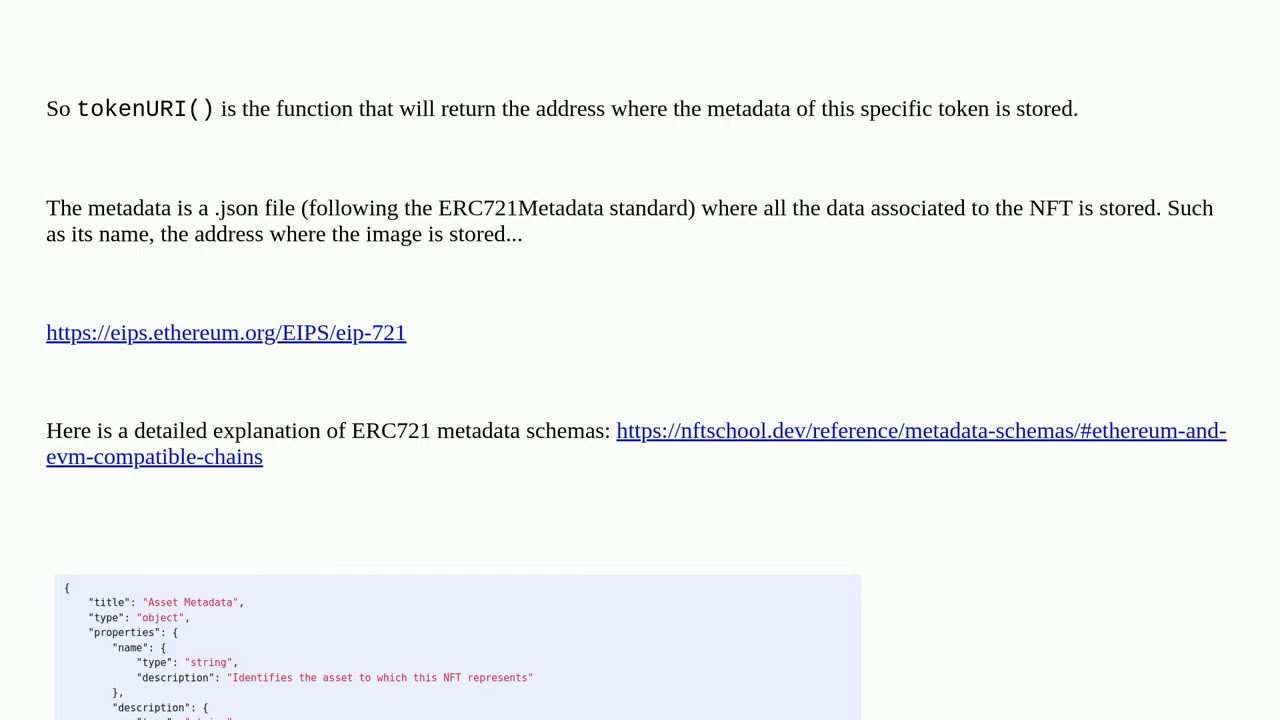 So tokenURI() is the function that will return the address where the metadata of this specific token is stored.
The metadata is a .json file (following the ERC721Metadata standard) where all the data associated to the NFT is stored. Such
as its name, the address where the image is stored...
https://eips.ethereum.org/EIPS/eip-721
Here is a detailed explanation of ERC721 metadata schemas: https://nftschool.dev/reference/metadata-schemas/#ethereum-and-
evm-compatible-chains
{
    "title": "Asset Metadata",
    "type": "object",
    "properties": {
        "name": {
            "type": "string",
            "description": "Identifies the asset to which this NFT represents"
        },
        "description": {